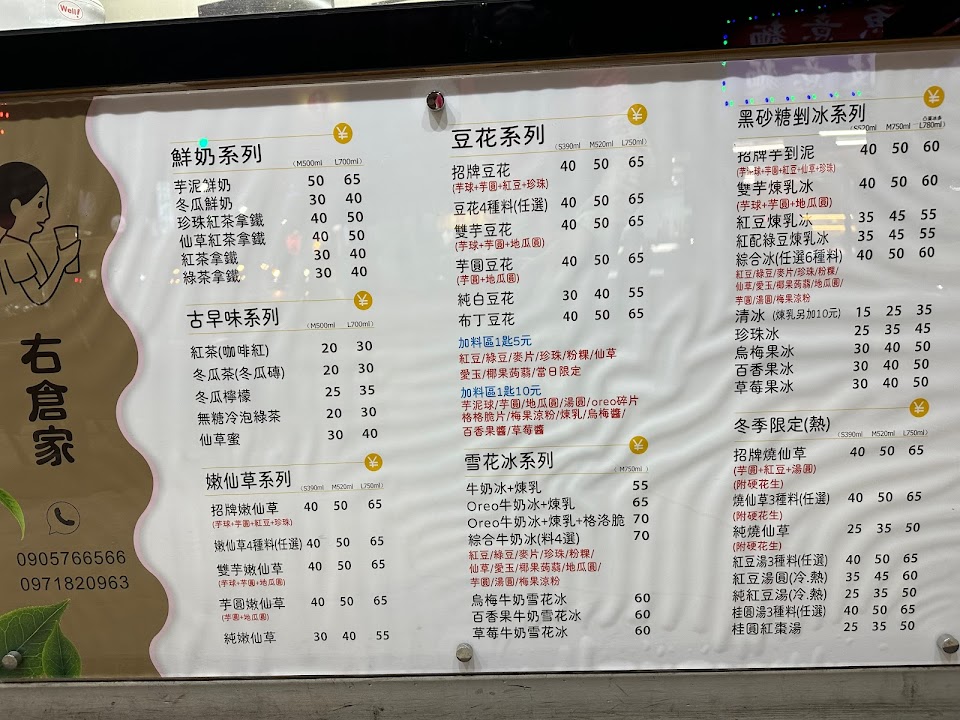 Well!
右倉家
0905766566
0971820963
鮮奶系列 (M500ml L700ml)
芋泥鮮奶 50 65
冬瓜鮮奶 30 40
珍珠紅茶拿鐵 40 50
仙草紅茶拿鐵 40 50
紅茶拿鐵 30 40
綠茶拿鐵 30 40
古早味系列 (M500ml L700ml)
紅茶(咖啡紅) 20 30
冬瓜茶(冬瓜磚) 20 30
冬瓜檸檬 25 35
無糖冷泡綠茶 20 30
仙草蜜 30 40
嫩仙草系列 (S390ml M520ml L750ml)
招牌嫩仙草 40 50 65
(芋球+芋圓+紅豆+珍珠)
嫩仙草4種料(任選) 40 50 65
雙芋嫩仙草 40 50 65
(芋球+芋圓+地瓜圓)
芋圓嫩仙草 40 50 65
(芋圓+地瓜圓)
純嫩仙草 30 40 55
豆花系列 (S390ml M520ml L750ml)
招牌豆花 40 50 65
(芋球+芋圓+紅豆+珍珠)
豆花4種料(任選) 40 50 65
雙芋豆花 40 50 65
(芋球+芋圓+地瓜圓)
芋圓豆花 40 50 65
(芋圓+地瓜圓)
純白豆花 30 40 55
布丁豆花 40 50 65
加料區1匙5元
紅豆/綠豆/麥片/珍珠/粉粿/仙草
愛玉/椰果蒟蒻/當日限定
加料區1匙10元
芋泥球/芋圓/地瓜圓/湯圓/oreo碎片
格格脆片/梅果凉粉/煉乳/烏梅醬/
百香果醬/草莓醬
雪花冰系列 (M750ml)
牛奶冰+煉乳 55
Oreo牛奶冰+煉乳 65
Oreo牛奶冰+煉乳+格洛脆 70
綜合牛奶冰(料4選) 70
紅豆/綠豆/麥片/珍珠/粉粿/
仙草/愛玉/椰果蒟蒻/地瓜圓/
芋圓/湯圓/梅果凉粉
烏梅牛奶雪花冰 60
百香果牛奶雪花冰 60
草莓牛奶雪花冰 60
黑砂糖剉冰系列 S520ml M750ml L780ml
招牌芋到泥 40 50 60
(芋球+芋圓+紅豆+仙草+珍珠)
雙芋煉乳冰 40 50 60
(芋球+芋圓+地瓜圓)
紅豆煉乳冰 35 45 55
紅配綠豆煉乳冰 35 45 55
綜合冰(任選6種料) 40 50 60
紅豆/綠豆/麥片/珍珠/粉粿/
仙草/愛玉/椰果蒟蒻/地瓜圓/
芋圓/湯圓/梅果凉粉
清冰 (煉乳另加10元) 15 25 35
珍珠冰 25 35 45
烏梅果冰 30 40 50
百香果冰 30 40 50
草莓果冰 30 40 50
冬季限定(熱) (S390ml M520ml L750ml)
招牌燒仙草 40 50 65
(芋圓+紅豆+湯圓)
(附硬花生)
燒仙草3種料(任選) 40 50 65
(附硬花生)
純燒仙草 25 35 50
(附硬花生)
紅豆湯3種料(任選) 40 50 65
紅豆湯圓(冷.熱) 35 45 60
純紅豆湯(冷.熱) 25 35 50
桂圓湯3種料(任選) 40 50 65
桂圓紅棗湯 25 35 50